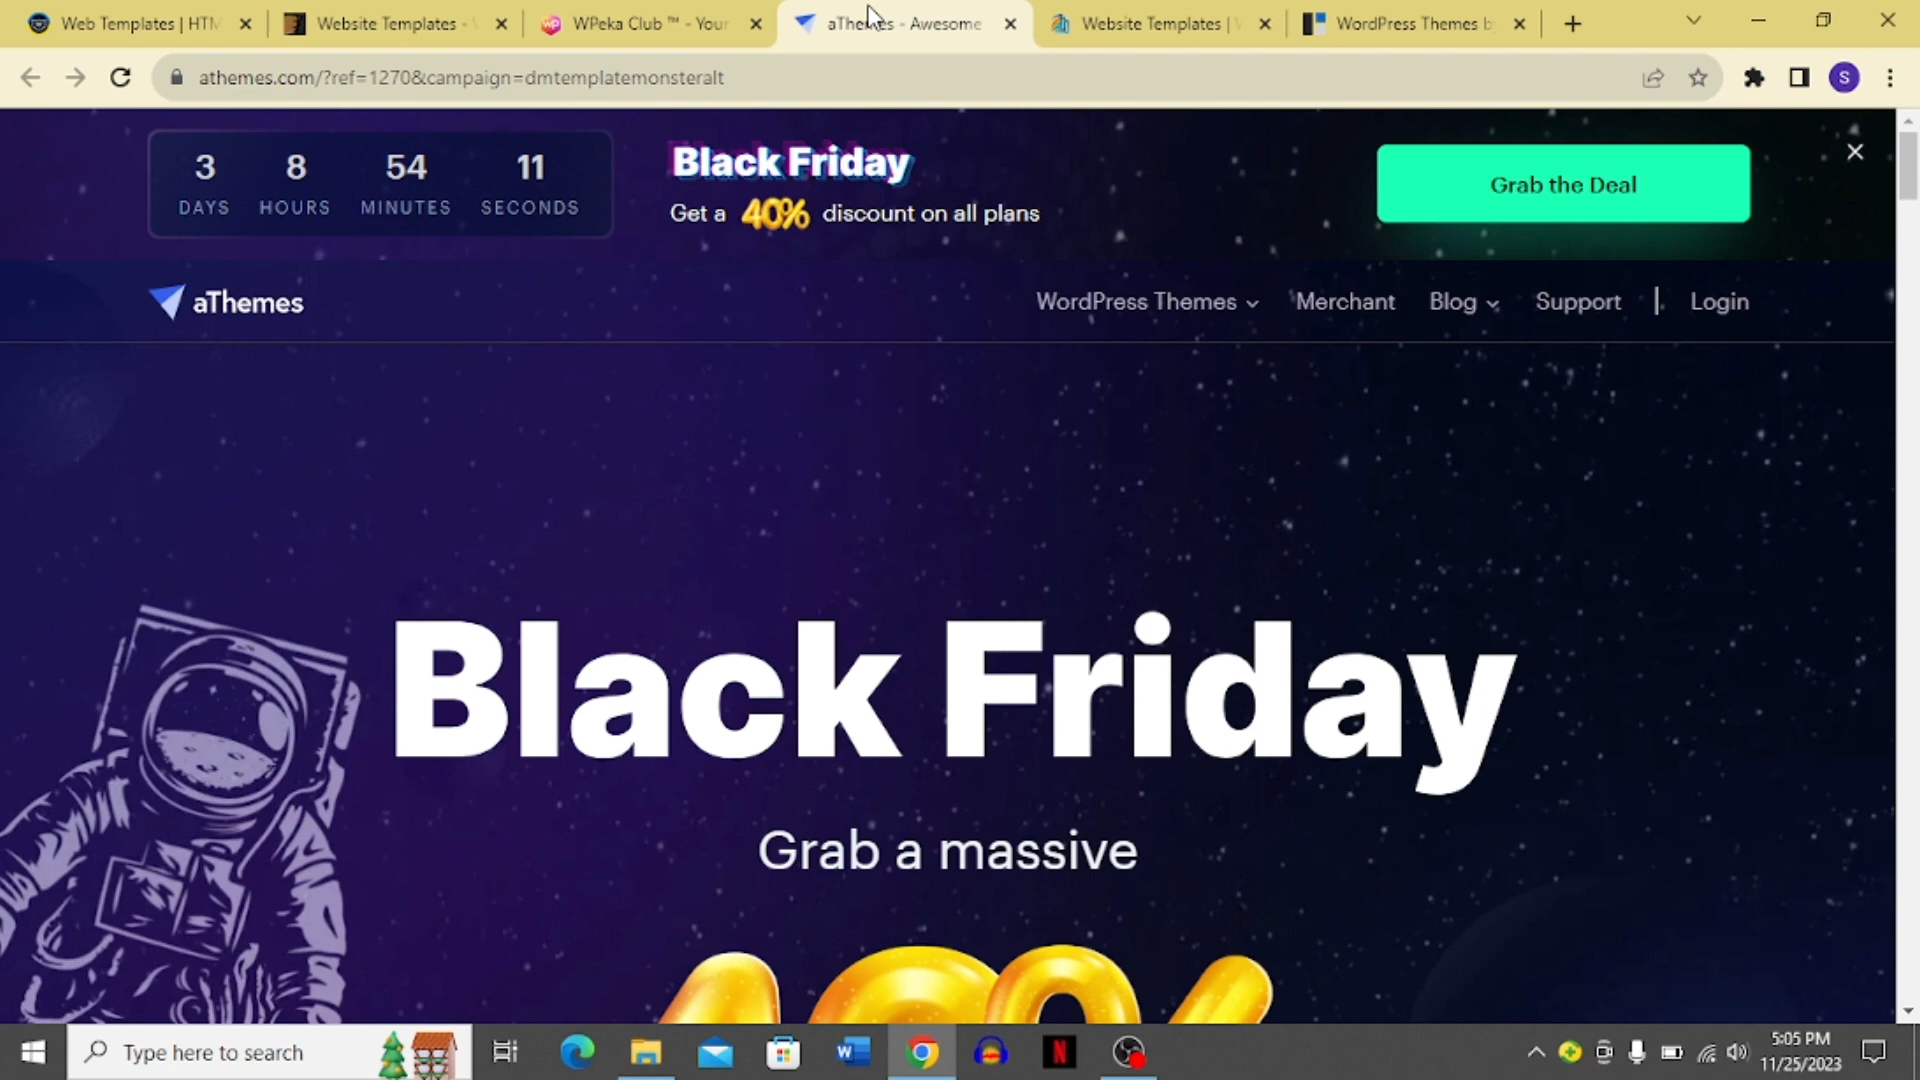 Web Templates | HTM
Website Templates -
WPeka Club ™ - Your
aThemes - Awesome
Website Templates |
WordPress Themes b
athemes.com/?ref=1270&campaign=dmtemplatemonsteralt
S
3 8 54 11
DAYS HOURS MINUTES SECONDS
Black Friday
Get a 40% discount on all plans
Grab the Deal
aThemes
WordPress Themes Merchant Blog Support | Login
Black Friday
Grab a massive
40%
Type here to search
5:05 PM
11/25/2023